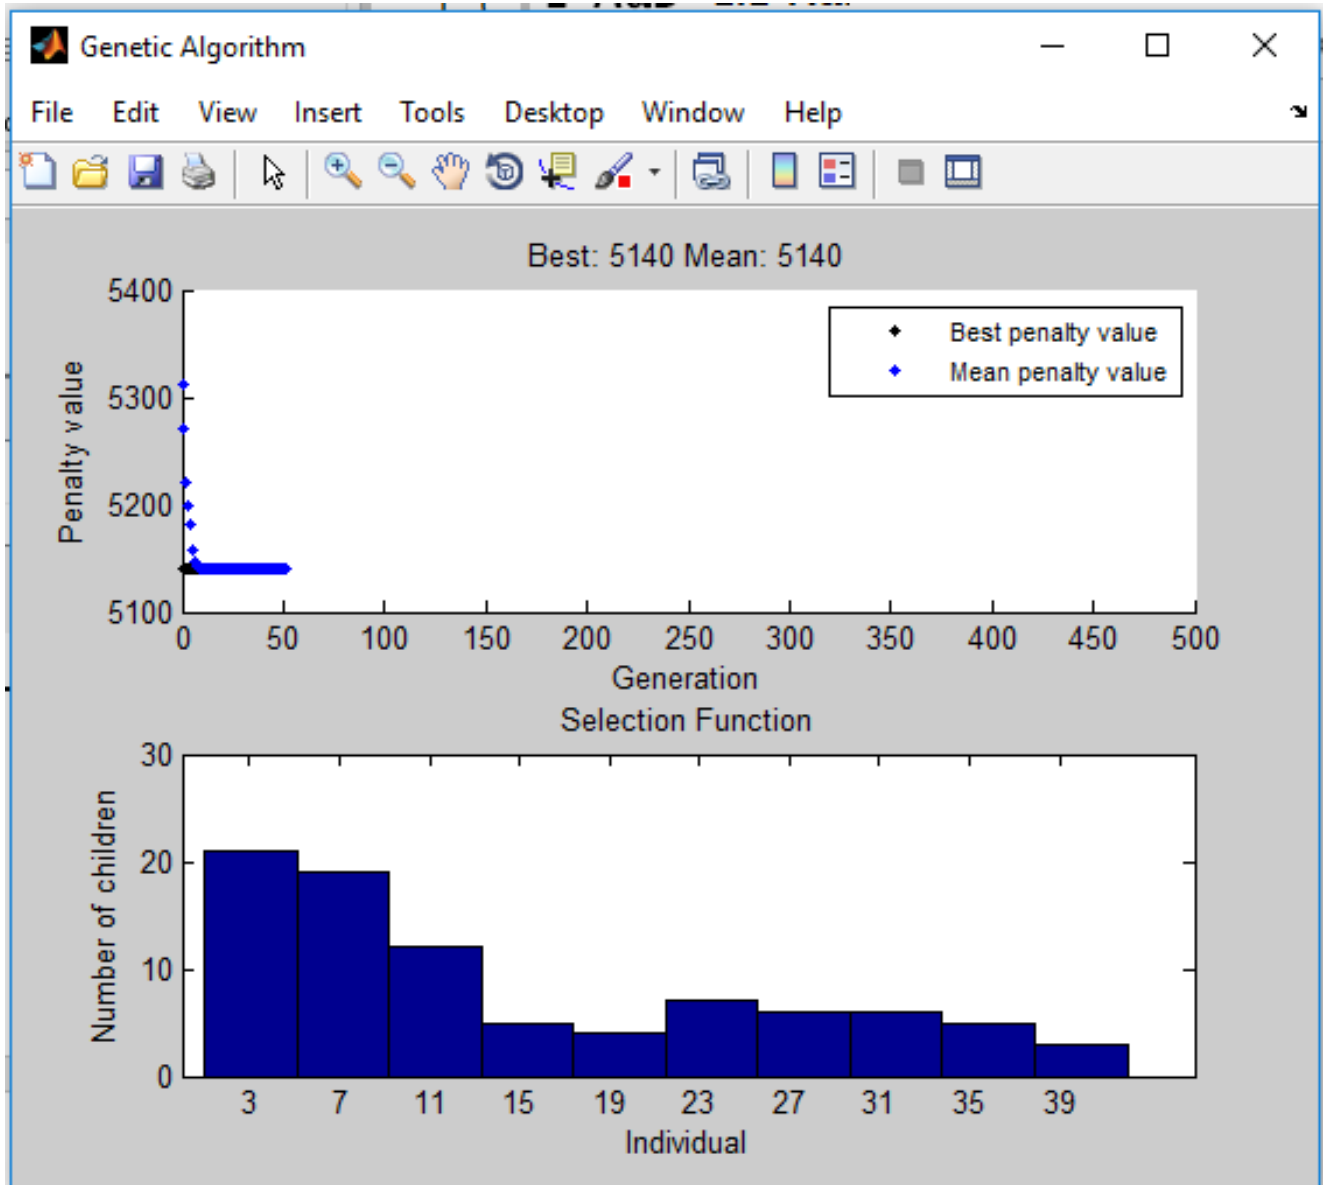 Genetic Algorithm
File Edit View Insert Tools Desktop Window Help
Best: 5140 Mean: 5140
5400
5300
5200
5100
Penalty value
Best penalty value
Mean penalty value
0 50 100 150 200 250 300 350 400 450 500
Generation
Selection Function
30
20
10
0
Number of children
3 7 11 15 19 23 27 31 35 39
Individual